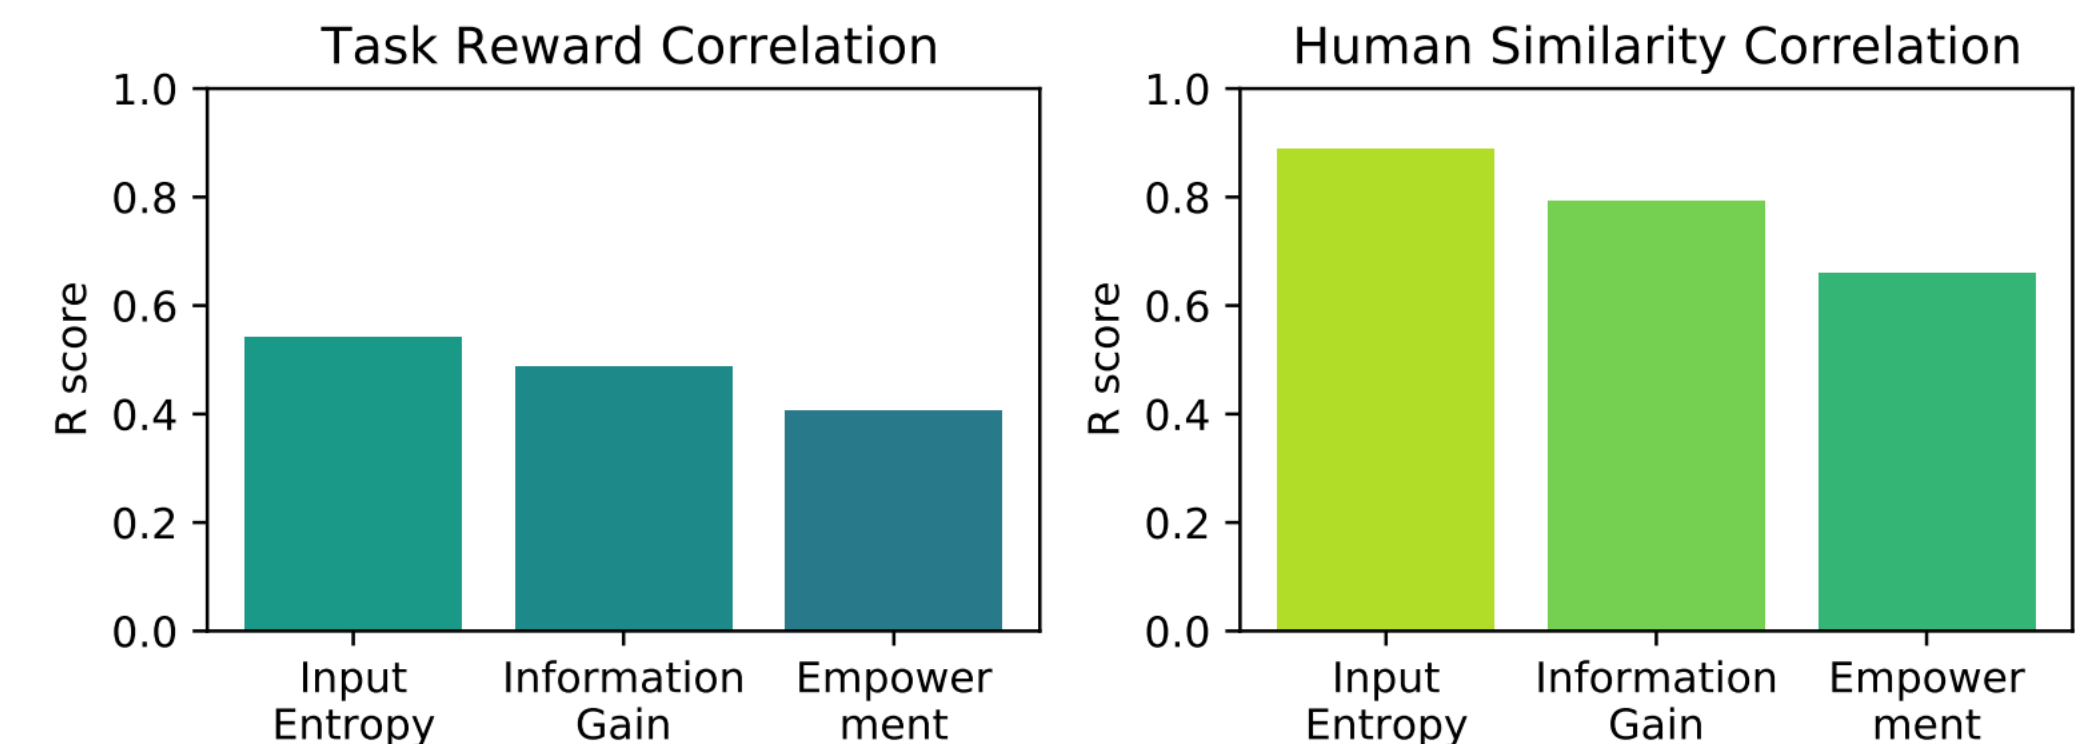 Task Reward Correlation
1.0
0.8
0.6
0.4
0.2
0.0
R score
Input
Entropy
Information
Gain
Empower
ment
Human Similarity Correlation
1.0
0.8
0.6
0.4
0.2
0.0
R score
Input
Entropy
Information
Gain
Empower
ment